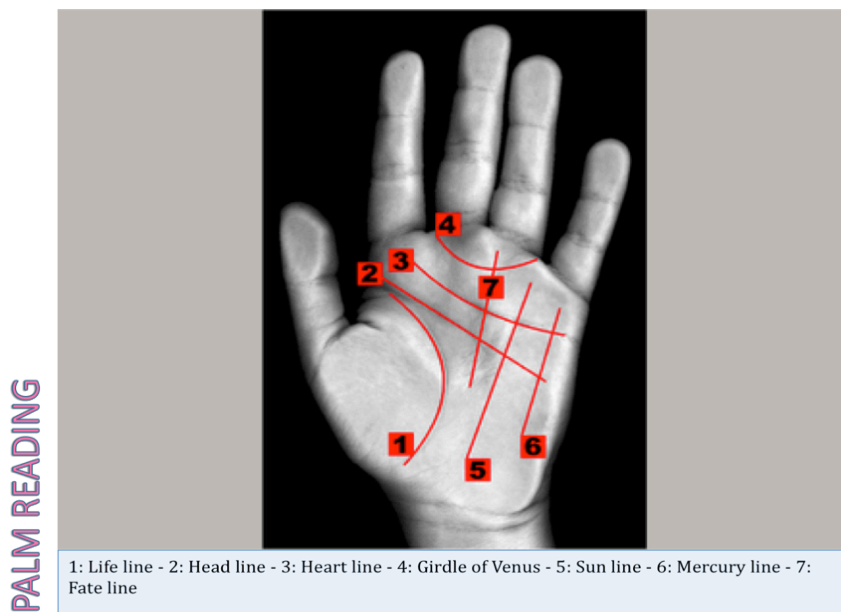 PALM READING
4
3
2
7
1
6
5
1: Life line - 2: Head line - 3: Heart line - 4: Girdle of Venus - 5: Sun line - 6: Mercury line - 7:
Fate line